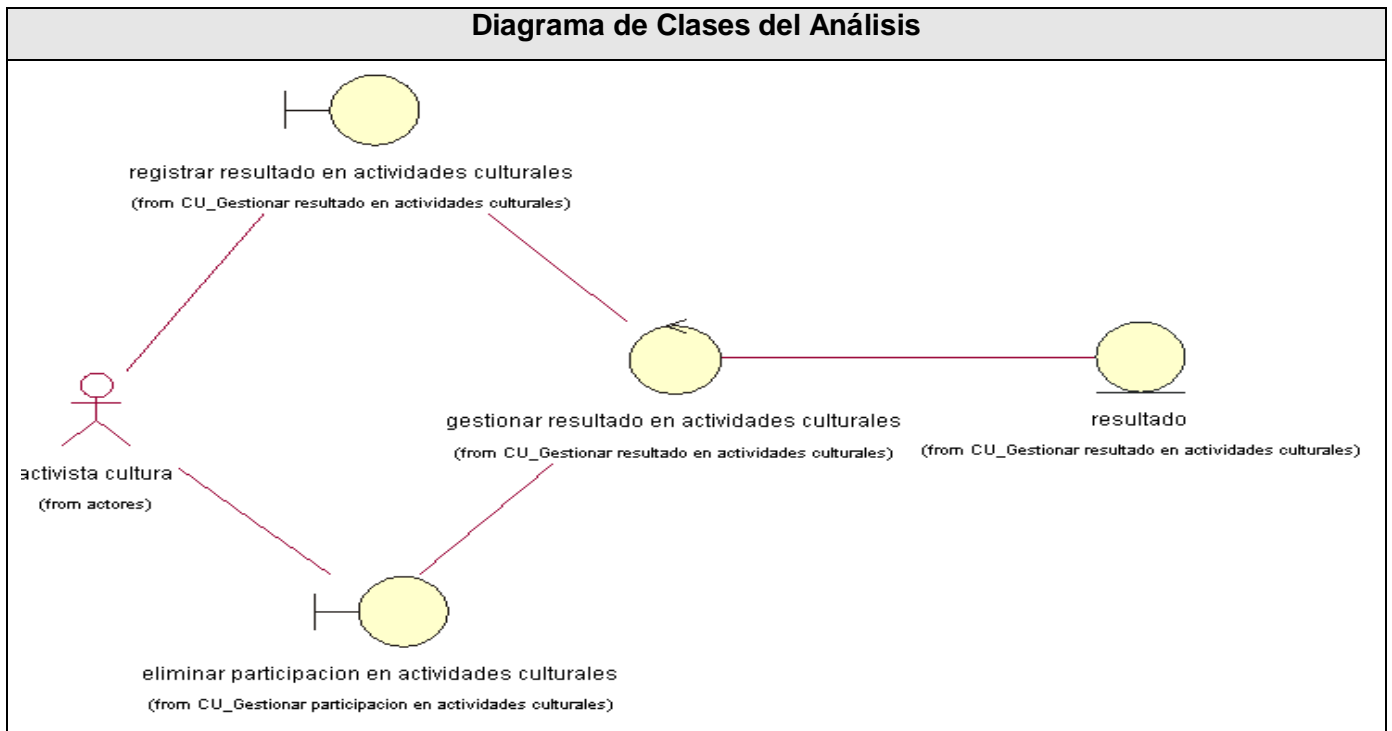 Diagrama de Clases del Análisis
registrar resultado en actividades culturales
(from CU_Gestionar resultado en actividades culturales)
gestionar resultado en actividades culturales
(from CU_Gestionar resultado en actividades culturales)
resultado
(from CU_Gestionar resultado en actividades culturales)
activista cultura
(from actores)
eliminar participacion en actividades culturales
(from CU_Gestionar participacion en actividades culturales)